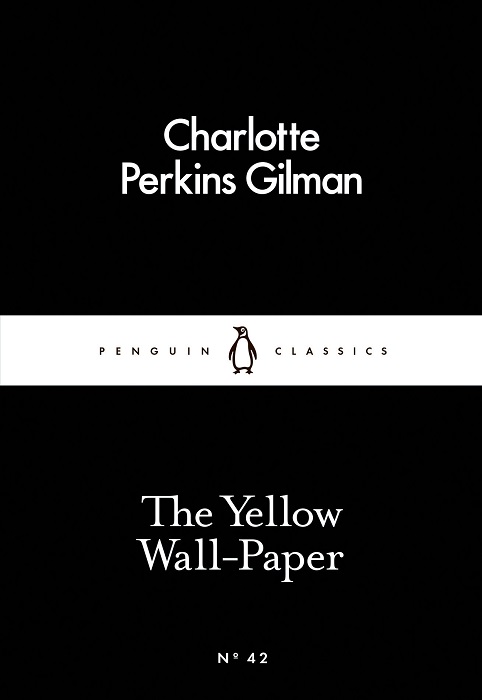 Charlotte
Perkins Gilman
PENGUIN CLASSICS
The Yellow
Wall-Paper
Nº 42